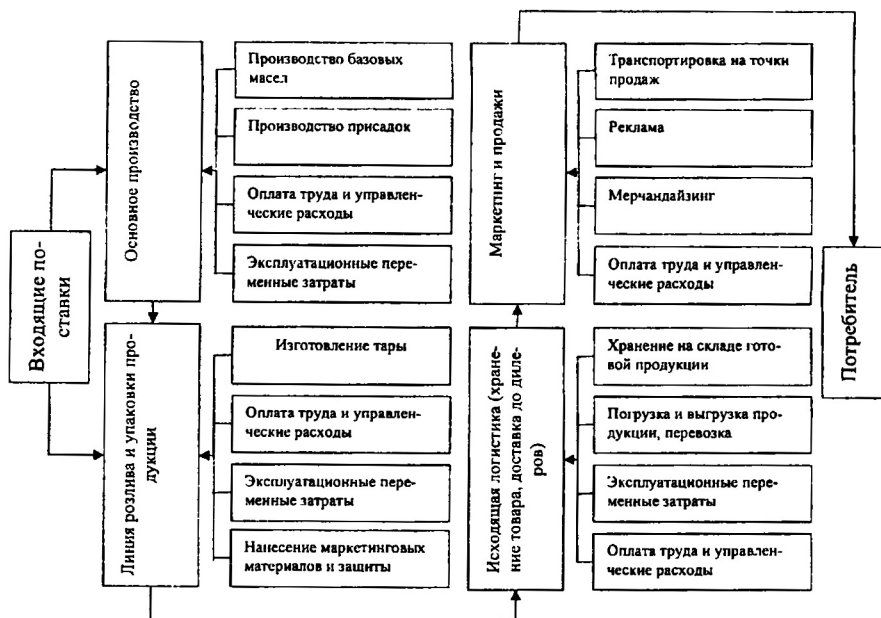 Входящие по-
ставки
Основное производство
Производство базовых
масел
Производство присадок
Оплата труда и управлен-
ческие расходы
Эксплуатационные пере-
менные затраты
Линия розлива и упаковки про-
дукции
Изготовление тары
Оплата труда и управлен-
ческие расходы
Эксплуатационные пере-
менные затраты
Нанесение маркетинговых
материалов и защиты
Исходящая логистика (хране-
ние товара, доставка до диле-
ров)
Хранение на складе гото-
вой продукции
Погрузка и выгрузка про-
дукции, перевозка
Эксплуатационные пере-
менные затраты
Оплата труда и управлен-
ческие расходы
Маркетинг и продажи
Транспортировка на точки
продаж
Реклама
Мерчандайзинг
Оплата труда и управлен-
ческие расходы
Потребитель